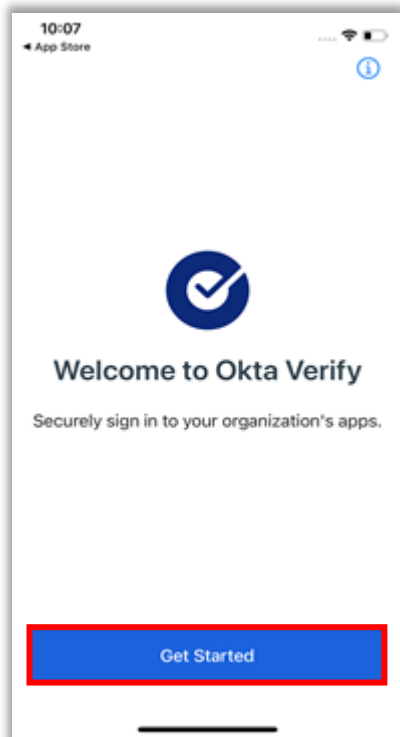 10:07
◀ App Store
Welcome to Okta Verify
Securely sign in to your organization's apps.
Get Started